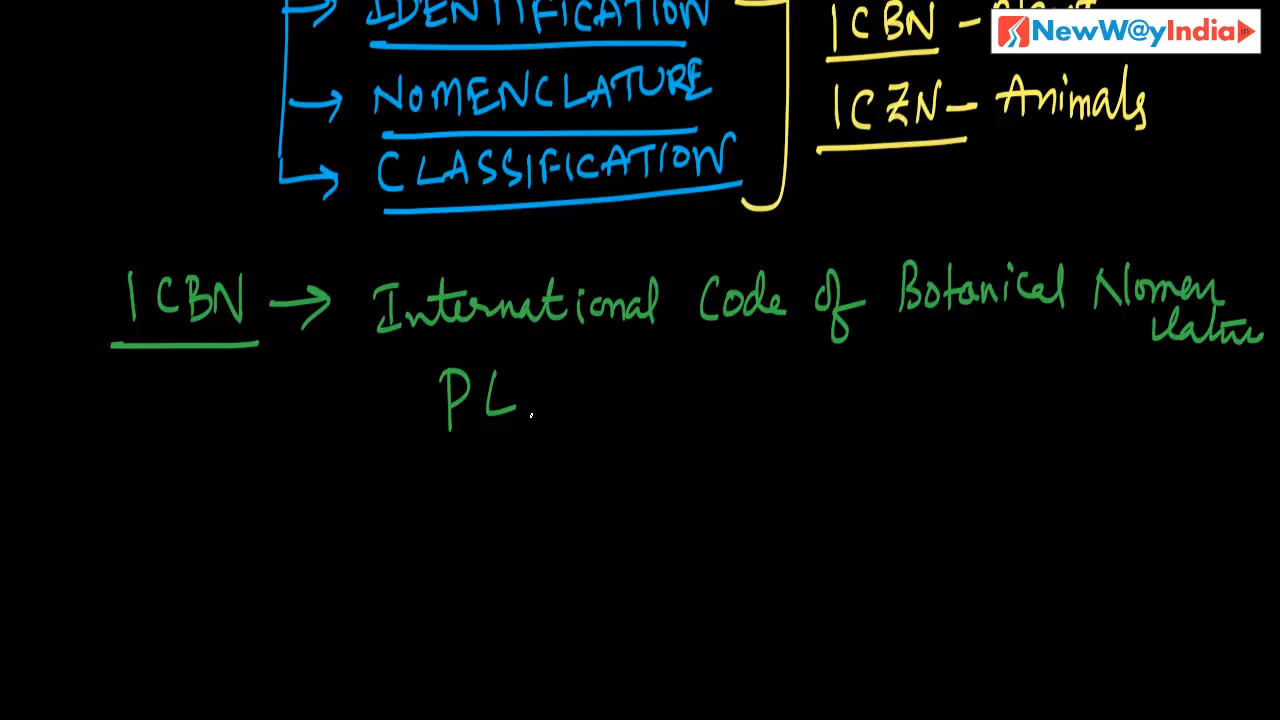 IDENTIFICATION
NOMENCLATURE
CLASSIFICATION
ICBN -
ICZN - Animals
NewW@yIndia
ICBN → International Code of Botanical Nomen
clature
PL